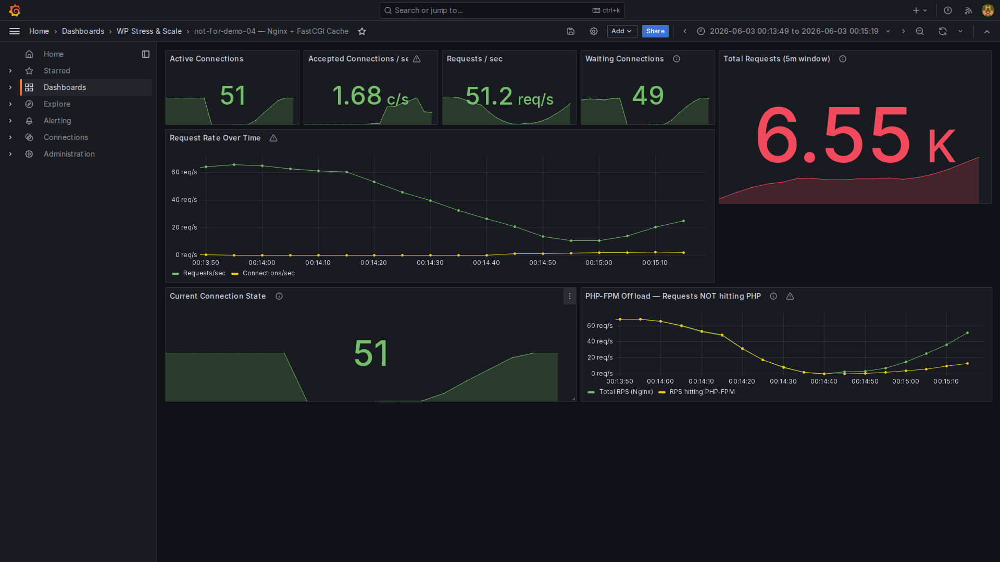 Search or jump to...
ctrl+k
Home
Dashboards
WP Stress & Scale
not-for-demo-04 — Nginx + FastCGI Cache
Add
Share
2026-06-03 00:13:49 to 2026-06-03 00:15:19
Home
Starred
Dashboards
Explore
Alerting
Connections
Administration
Active Connections
51
Accepted Connections / se
1.68 c/s
Requests / sec
51.2 req/s
Waiting Connections
49
Total Requests (5m window)
6.55 K
Request Rate Over Time
60 req/s
40 req/s
20 req/s
0 req/s
00:13:50 00:14:00 00:14:10 00:14:20 00:14:30 00:14:40 00:14:50 00:15:00 00:15:10
Requests/sec Connections/sec
Current Connection State
51
PHP-FPM Offload — Requests NOT hitting PHP
60 req/s
40 req/s
20 req/s
0 req/s
00:13:50 00:14:00 00:14:10 00:14:20 00:14:30 00:14:40 00:14:50 00:15:00 00:15:10
Total RPS (Nginx) RPS hitting PHP-FPM